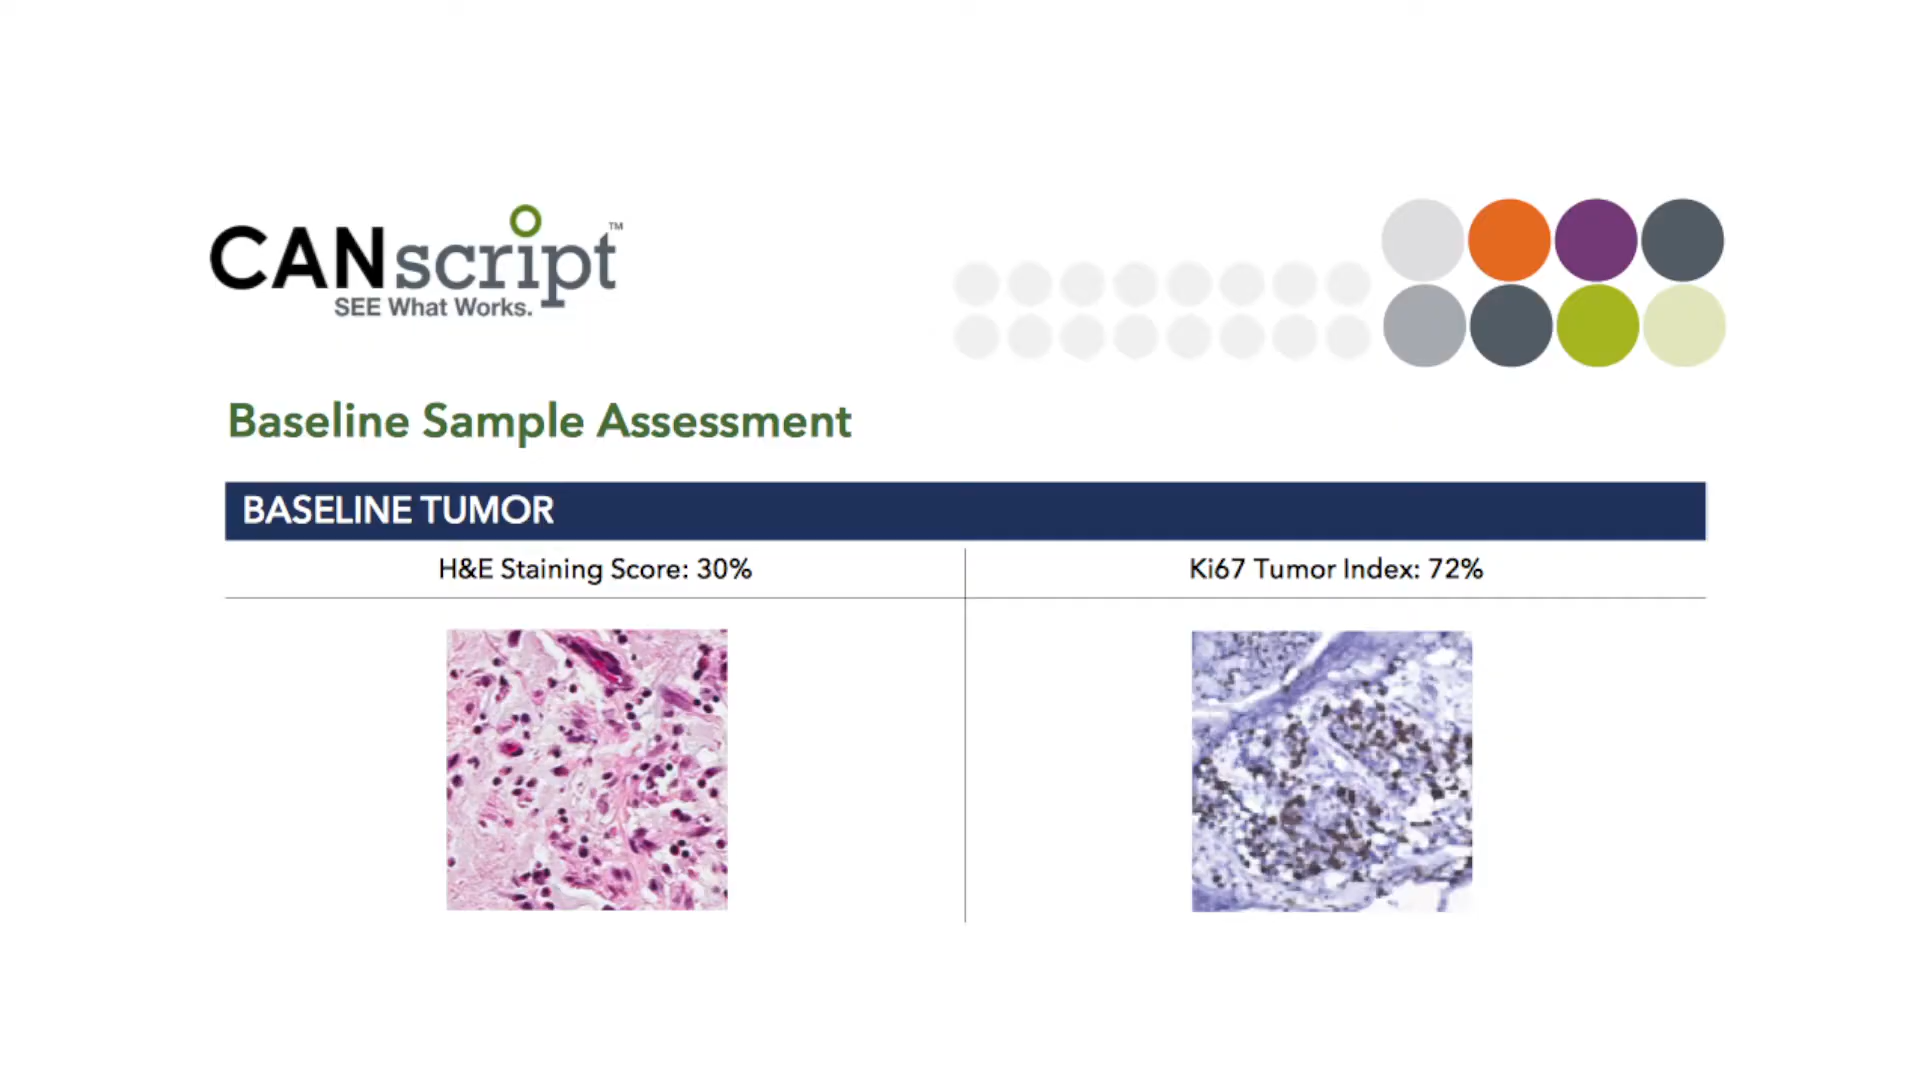 CANscript™
SEE What Works.
Baseline Sample Assessment
BASELINE TUMOR
H&E Staining Score: 30%
Ki67 Tumor Index: 72%